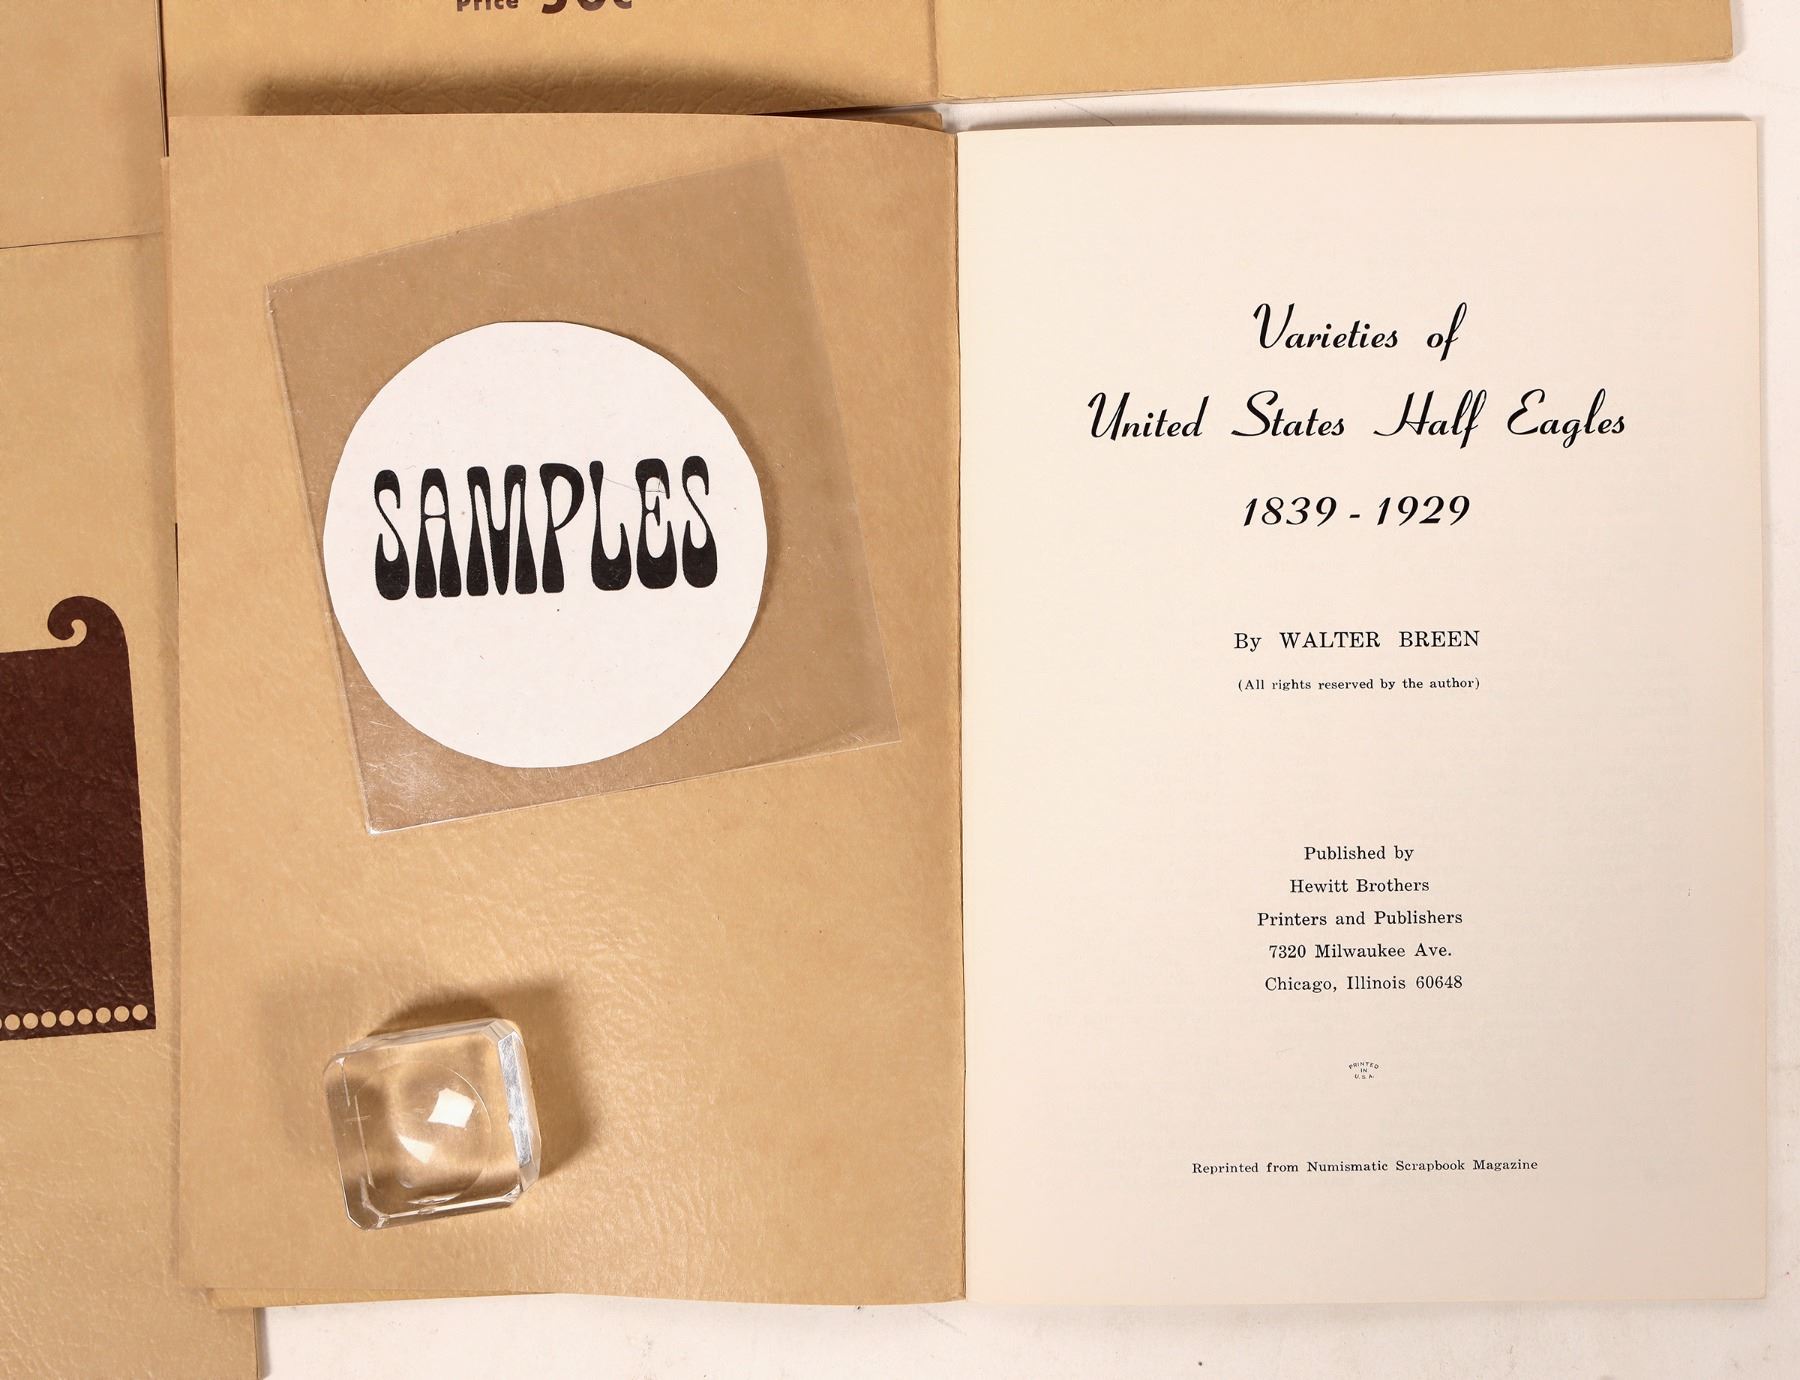 Price 50c
SAMPLES
Varieties of
United States Half Eagles
1839 - 1929
By WALTER BREEN
(All rights reserved by the author)
Published by
Hewitt Brothers
Printers and Publishers
7320 Milwaukee Ave.
Chicago, Illinois 60648
PRINTED
IN
U.S.A.
Reprinted from Numismatic Scrapbook Magazine